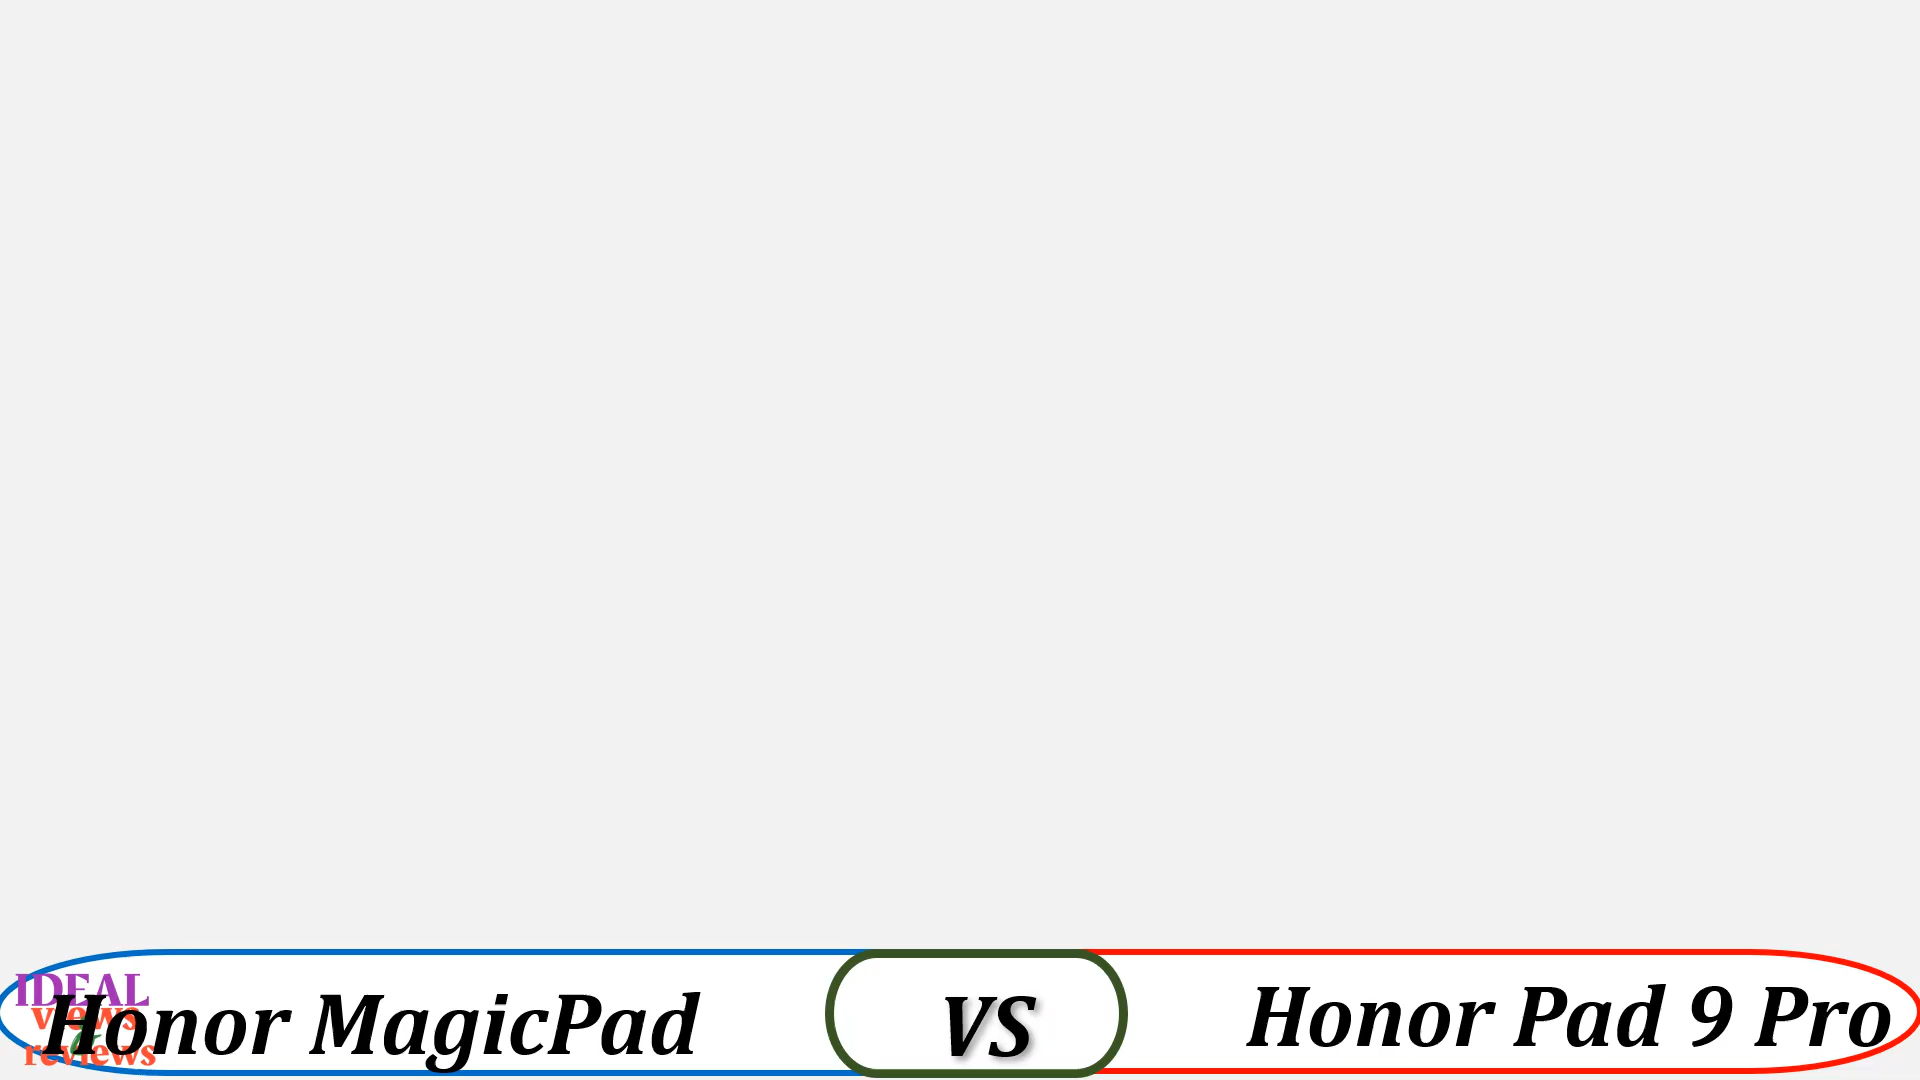 IDEAL
views
&
reviews
Honor MagicPad
VS
Honor Pad 9 Pro